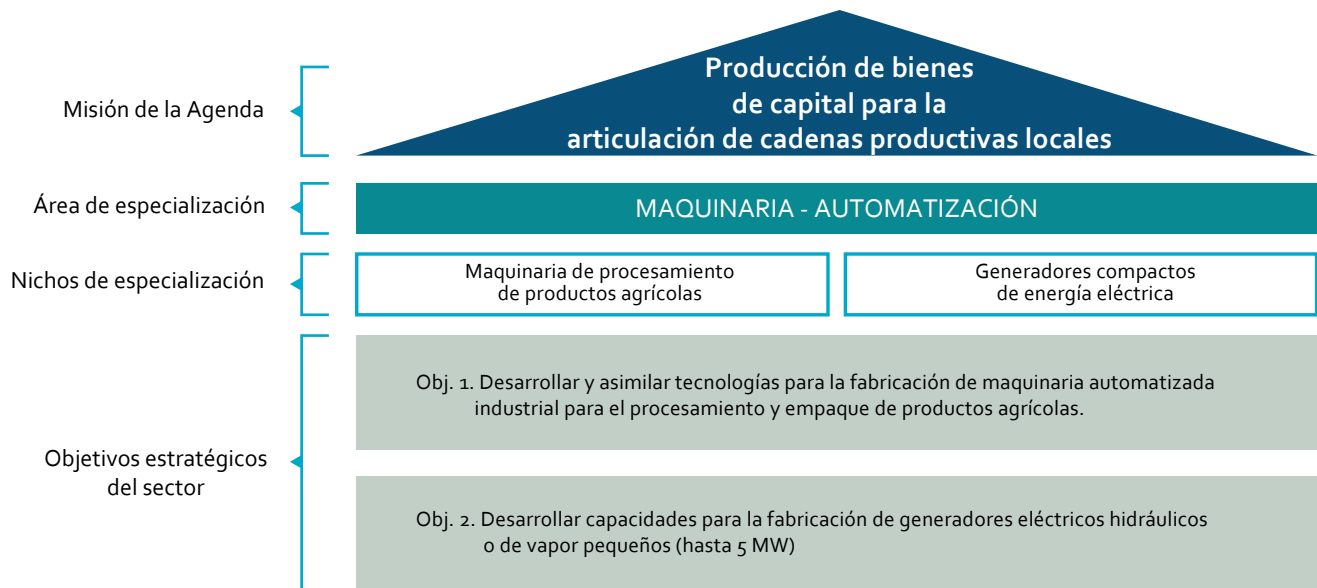 Misión de la Agenda
Producción de bienes
de capital para la
articulación de cadenas productivas locales
Área de especialización
MAQUINARIA - AUTOMATIZACIÓN
Nichos de especialización
Maquinaria de procesamiento
de productos agrícolas
Generadores compactos
de energía eléctrica
Objetivos estratégicos
del sector
Obj. 1. Desarrollar y asimilar tecnologías para la fabricación de maquinaria automatizada
industrial para el procesamiento y empaque de productos agrícolas.
Obj. 2. Desarrollar capacidades para la fabricación de generadores eléctricos hidráulicos
o de vapor pequeños (hasta 5 MW)